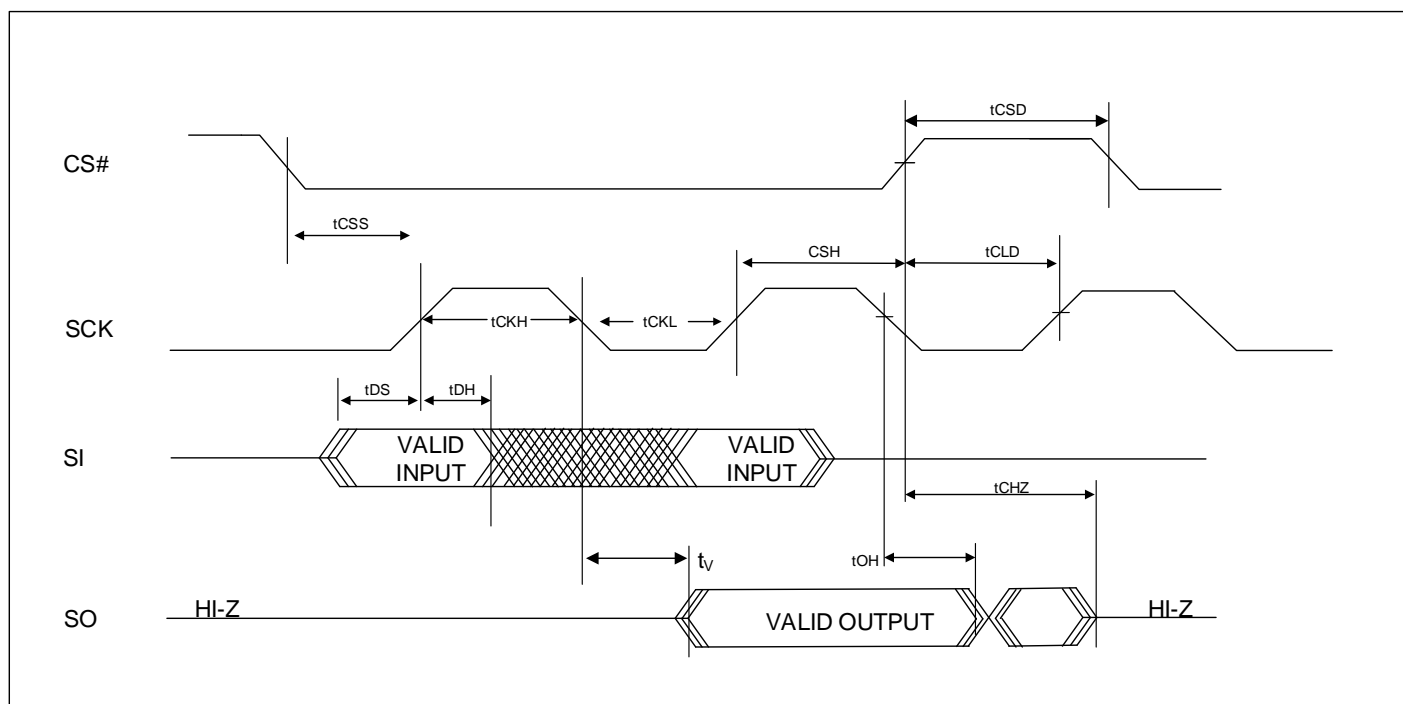 tCSD
CS#
tCSS
CSH
tCLD
SCK
tCKH
tCKL
tDS
tDH
SI
VALID
INPUT
VALID
INPUT
tCHZ
tV
tOH
SO
HI-Z
VALID OUTPUT
HI-Z